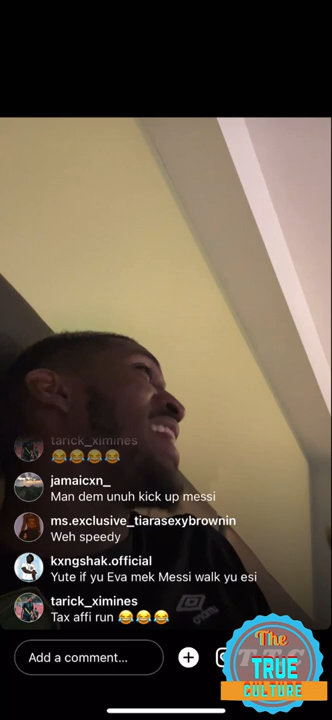 tarick_ximines
😂😂😂😂
jamaicxn_
Man dem unuh kick up messi
ms.exclusive_tiarasexybrownin
Weh speedy
kxngshak.official
Yute if yu Eva mek Messi walk yu esi
tarick_ximines
Tax affi run 😂😂😂
Add a comment...
The
TRUE
CULTURE